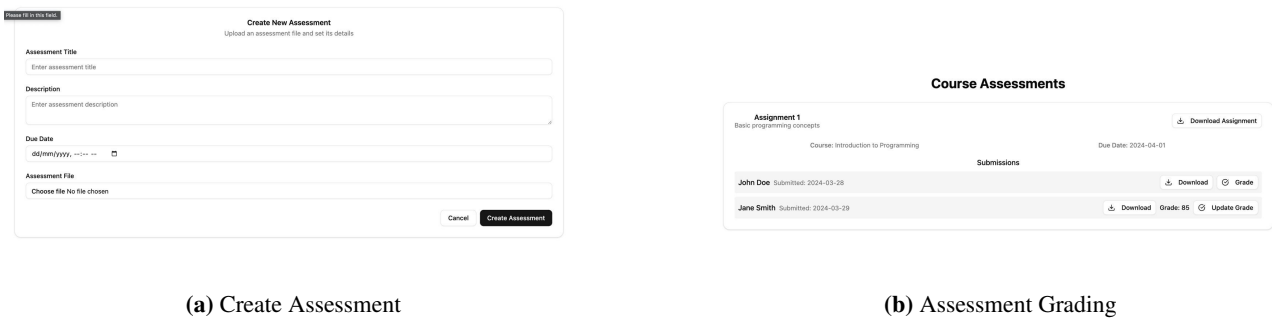 Please fill in this field.
Create New Assessment
Upload an assessment file and set its details
Assessment Title
Enter assessment title
Description
Enter assessment description
Due Date
dd/mm/yyyy, --:-- --
Assessment File
Choose file No file chosen
Cancel Create Assessment
(a) Create Assessment
Course Assessments
Assignment 1
Basic programming concepts
Download Assignment
Course: Introduction to Programming Due Date: 2024-04-01
Submissions
John Doe Submitted: 2024-03-28 Download Grade
Jane Smith Submitted: 2024-03-29 Download Grade: 85 Update Grade
(b) Assessment Grading